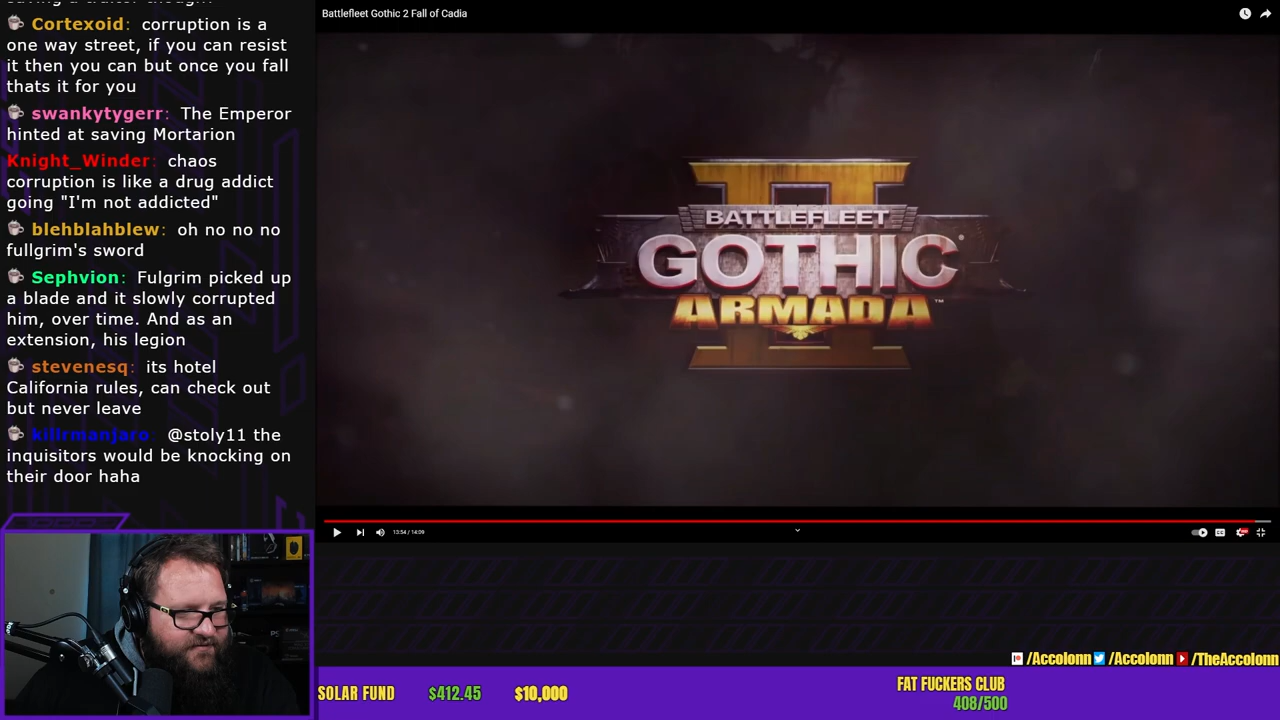 Cortexoid: corruption is a
one way street, if you can resist
it then you can but once you fall
thats it for you
swankytygerr: The Emperor
hinted at saving Mortarion
Knight_Winder: chaos
corruption is like a drug addict
going "I'm not addicted"
blehblahblew: oh no no no
fullgrim's sword
Sephvion: Fulgrim picked up
a blade and it slowly corrupted
him, over time. And as an
extension, his legion
stevenesq: its hotel
California rules, can check out
but never leave
killrmanjaro: @stoly11 the
inquisitors would be knocking on
their door haha
Battlefleet Gothic 2 Fall of Cadia
II
BATTLEFLEET
GOTHIC
ARMADA
13:54 / 14:09
/Accolonn /Accolonn /TheAccolonn
SOLAR FUND $412.45 $10,000
FAT FUCKERS CLUB
408/500